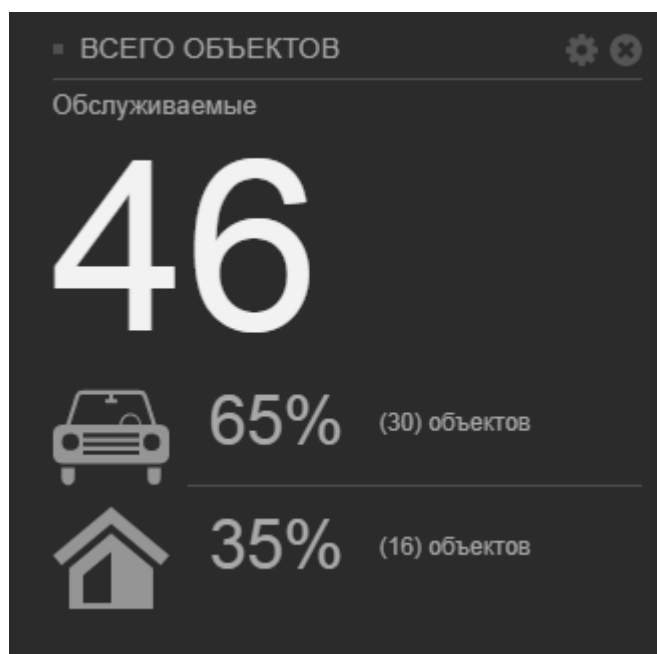 ВСЕГО ОБЪЕКТОВ
Обслуживаемые
46
65% (30) объектов
35% (16) объектов